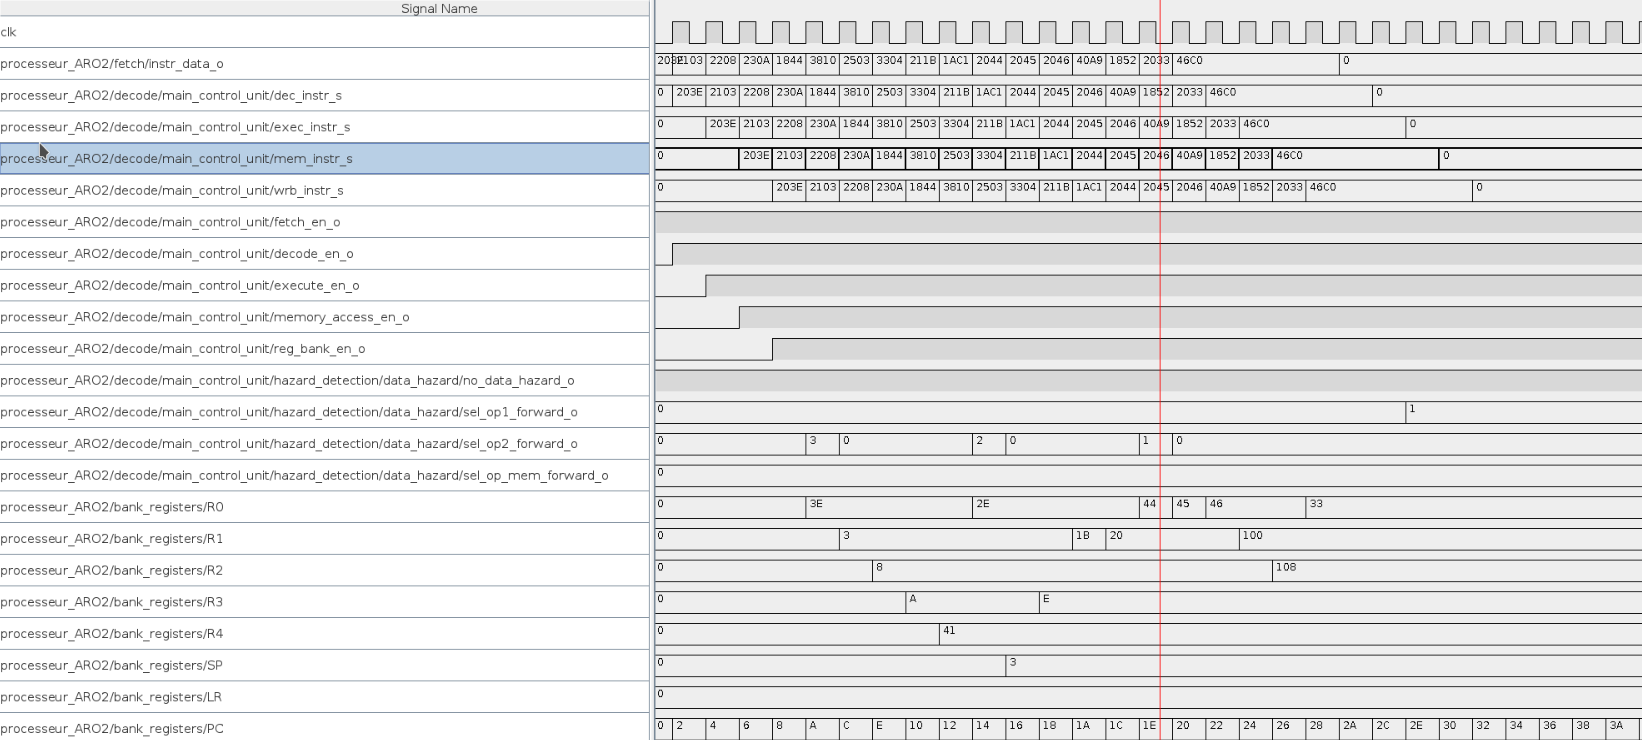 Signal Name
clk
processeur_ARO2/fetch/instr_data_o 203E 2103 2208 230A 1844 3810 2503 3304 211B 1AC1 2044 2045 2046 40A9 1852 2033 46C0 0
processeur_ARO2/decode/main_control_unit/dec_instr_s 0 203E 2103 2208 230A 1844 3810 2503 3304 211B 1AC1 2044 2045 2046 40A9 1852 2033 46C0 0
processeur_ARO2/decode/main_control_unit/exec_instr_s 0 203E 2103 2208 230A 1844 3810 2503 3304 211B 1AC1 2044 2045 2046 40A9 1852 2033 46C0 0
processeur_ARO2/decode/main_control_unit/mem_instr_s 0 203E 2103 2208 230A 1844 3810 2503 3304 211B 1AC1 2044 2045 2046 40A9 1852 2033 46C0 0
processeur_ARO2/decode/main_control_unit/wrb_instr_s 0 203E 2103 2208 230A 1844 3810 2503 3304 211B 1AC1 2044 2045 2046 40A9 1852 2033 46C0 0
processeur_ARO2/decode/main_control_unit/fetch_en_o
processeur_ARO2/decode/main_control_unit/decode_en_o
processeur_ARO2/decode/main_control_unit/execute_en_o
processeur_ARO2/decode/main_control_unit/memory_access_en_o
processeur_ARO2/decode/main_control_unit/reg_bank_en_o
processeur_ARO2/decode/main_control_unit/hazard_detection/data_hazard/no_data_hazard_o
processeur_ARO2/decode/main_control_unit/hazard_detection/data_hazard/sel_op1_forward_o 0 1
processeur_ARO2/decode/main_control_unit/hazard_detection/data_hazard/sel_op2_forward_o 0 3 0 2 0 1 0
processeur_ARO2/decode/main_control_unit/hazard_detection/data_hazard/sel_op_mem_forward_o 0
processeur_ARO2/bank_registers/R0 0 3E 2E 44 45 46 33
processeur_ARO2/bank_registers/R1 0 3 1B 20 100
processeur_ARO2/bank_registers/R2 0 8 108
processeur_ARO2/bank_registers/R3 0 A E
processeur_ARO2/bank_registers/R4 0 41
processeur_ARO2/bank_registers/SP 0 3
processeur_ARO2/bank_registers/LR 0
processeur_ARO2/bank_registers/PC 0 2 4 6 8 A C E 10 12 14 16 18 1A 1C 1E 20 22 24 26 28 2A 2C 2E 30 32 34 36 38 3A